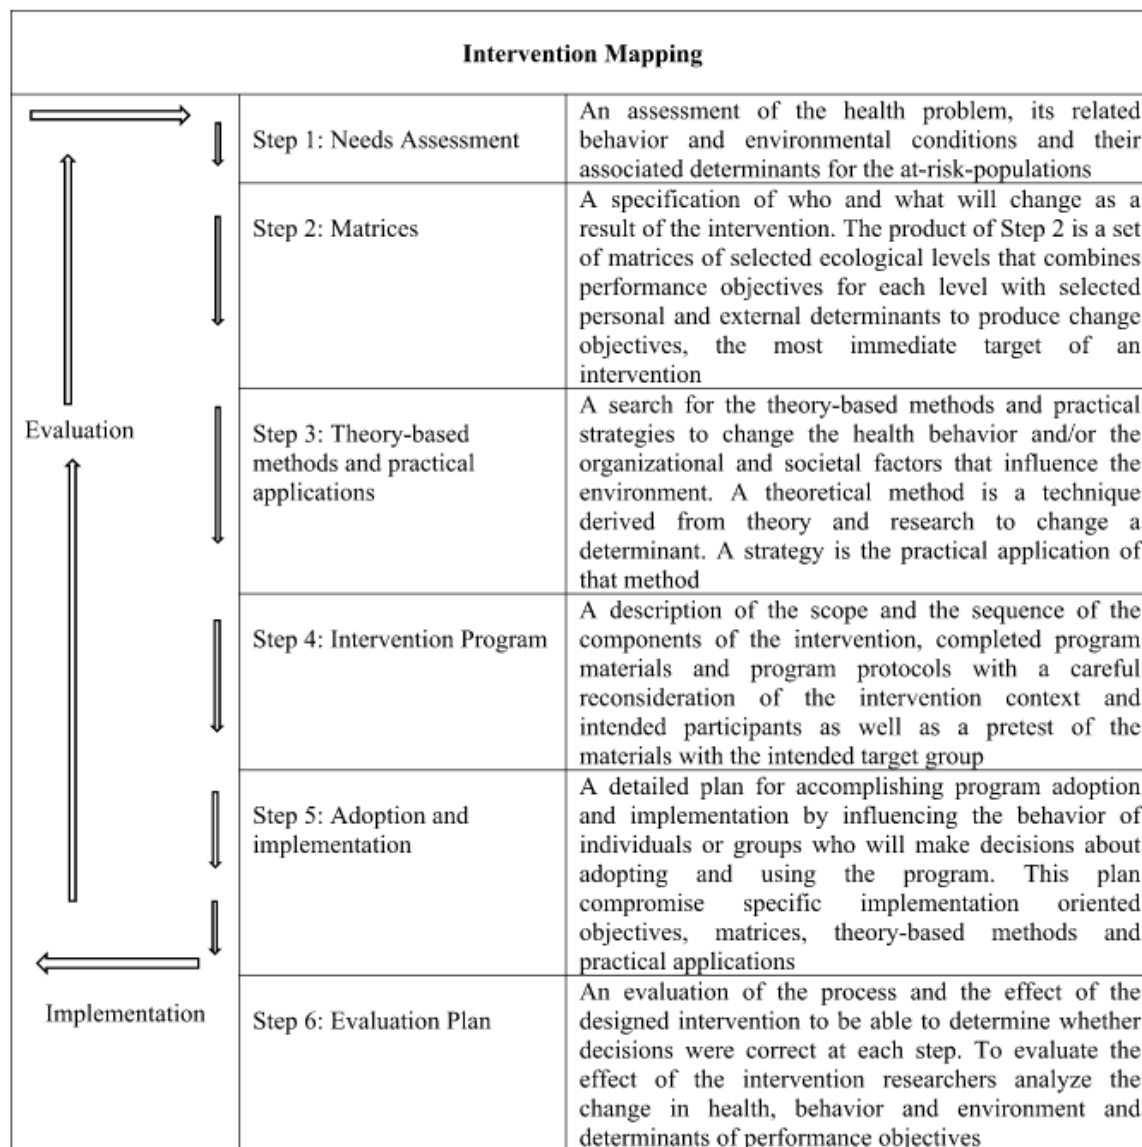 Intervention Mapping
Step 1: Needs Assessment
An assessment of the health problem, its related
behavior and environmental conditions and their
associated determinants for the at-risk-populations
Step 2: Matrices
A specification of who and what will change as a
result of the intervention. The product of Step 2 is a set
of matrices of selected ecological levels that combines
performance objectives for each level with selected
personal and external determinants to produce change
objectives, the most immediate target of an
intervention
Evaluation
Step 3: Theory-based
methods and practical
applications
A search for the theory-based methods and practical
strategies to change the health behavior and/or the
organizational and societal factors that influence the
environment. A theoretical method is a technique
derived from theory and research to change a
determinant. A strategy is the practical application of
that method
Step 4: Intervention Program
A description of the scope and the sequence of the
components of the intervention, completed program
materials and program protocols with a careful
reconsideration of the intervention context and
intended participants as well as a pretest of the
materials with the intended target group
Step 5: Adoption and
implementation
A detailed plan for accomplishing program adoption
and implementation by influencing the behavior of
individuals or groups who will make decisions about
adopting and using the program. This plan
compromise specific implementation oriented
objectives, matrices, theory-based methods and
practical applications
Implementation
Step 6: Evaluation Plan
An evaluation of the process and the effect of the
designed intervention to be able to determine whether
decisions were correct at each step. To evaluate the
effect of the intervention researchers analyze the
change in health, behavior and environment and
determinants of performance objectives